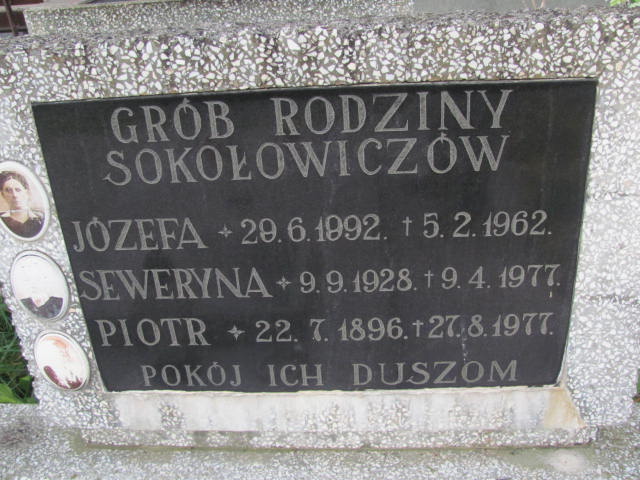 GRÓB RODZINY
SOKOŁOWICZÓW
JÓZEFA * 29.6.1992. † 5.2.1962.
SEWERYNA * 9.9.1928. † 9.4.1977.
PIOTR * 22.7.1896. † 27.8.1977.
POKÓJ ICH DUSZOM